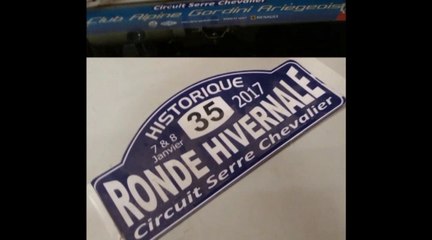 Circuit Serre Chevalier
Club Alpine Gordini Ariégeois
HISTORIQUE
7 & 8
Janvier
35
2017
RONDE HIVERNALE
Circuit Serre Chevalier